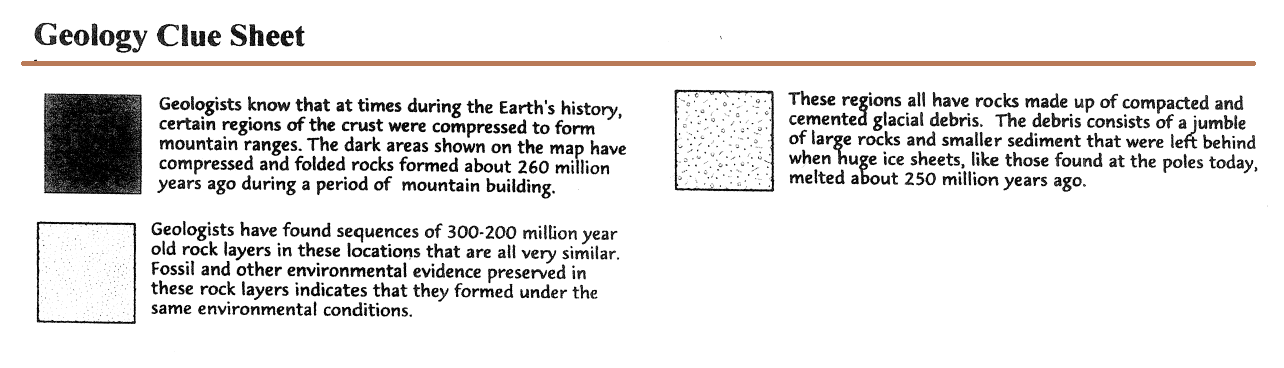 Geology Clue Sheet
Geologists know that at times during the Earth's history,
certain regions of the crust were compressed to form
mountain ranges. The dark areas shown on the map have
compressed and folded rocks formed about 260 million
years ago during a period of mountain building.
Geologists have found sequences of 300-200 million year
old rock layers in these locations that are all very similar.
Fossil and other environmental evidence preserved in
these rock layers indicates that they formed under the
same environmental conditions.
These regions all have rocks made up of compacted and
cemented glacial debris. The debris consists of a jumble
of large rocks and smaller sediment that were left behind
when huge ice sheets, like those found at the poles today,
melted about 250 million years ago.